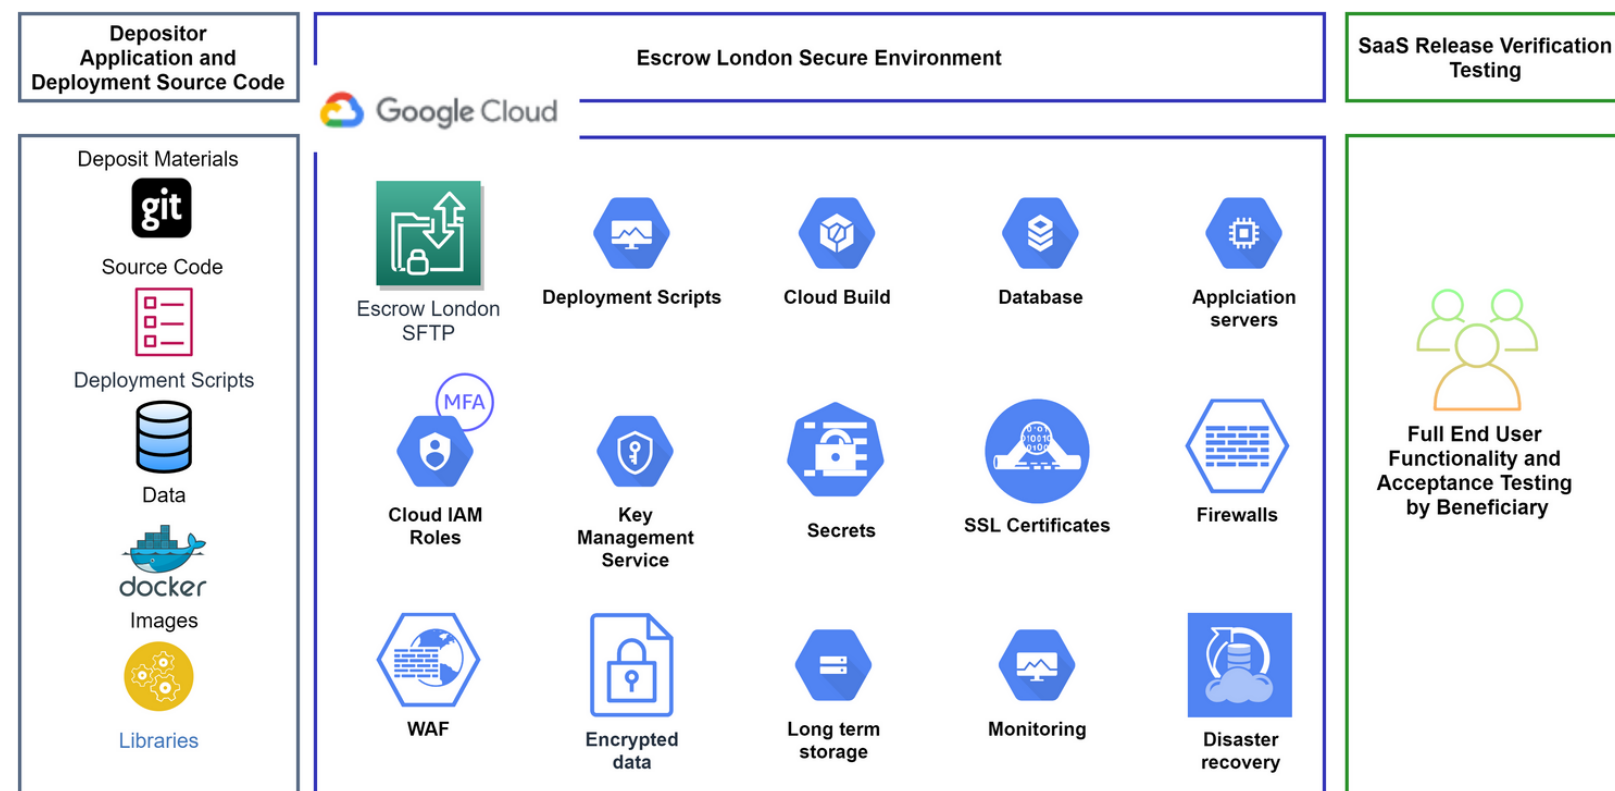 Depositor
Application and
Deployment Source Code
Escrow London Secure Environment
SaaS Release Verification
Testing
Google Cloud
Deposit Materials
git
Source Code
Deployment Scripts
Data
docker
Images
Libraries
Escrow London
SFTP
Deployment Scripts
Cloud Build
Database
Applciation
servers
MFA
Cloud IAM
Roles
Key
Management
Service
Secrets
SSL Certificates
Firewalls
WAF
Encrypted
data
Long term
storage
Monitoring
Disaster
recovery
Full End User
Functionality and
Acceptance Testing
by Beneficiary